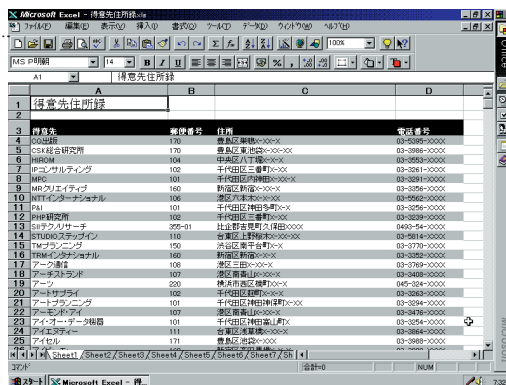 Microsoft Excel - 得意先住所録.xls
ファイル(F) 編集(E) 表示(V) 挿入(I) 書式(O) ツール(T) データ(D) ウィンドウ(W) ヘルプ(H)
100%
MS P明朝 14 B I U
A1 得意先住所録
A B C D
1 得意先住所録
2
3 得意先 郵便番号 住所 電話番号
4 CQ出版 170 豊島区巣鴨X-XX-X 03-5395-XXXX
5 CSK総合研究所 170 豊島区東池袋X-XX-XX 03-3986-XXXX
6 HIROM 104 中央区八丁堀X-X-X 03-3553-XXXX
7 IPコンサルティング 102 千代田区三番町X-XX 03-3261-XXXX
8 MPC 101 千代田区内神田X-XX-X 03-3291-XXXX
9 MRクリエイティブ 160 新宿区新宿X-XX-X 03-3356-XXXX
10 NTTインターナショナル 106 港区六本木X-XX-X 03-5562-XXXX
11 P&I 101 千代田区神田多町X-X 03-3256-XXXX
12 PHP研究所 102 千代田区三番町X-XX 03-3239-XXXX
13 SIIテクノリサーチ 355-01 比企郡吉見町久保田XXXX 0493-54-XXXX
14 STUDIOステップイン 110 台東区上野桜木X-XX-XX 03-5814-XXXX
15 TMプランニング 150 渋谷区南平台町X-X 03-3770-XXXX
16 TRMインタナショナル 160 新宿区新宿X-XX-X 03-3352-XXXX
17 アーク通信 108 港区三田X-XX-XX 03-3769-XXXX
18 アーチストランド 107 港区南青山X-XX-X 03-3408-XXXX
19 アーツ 220 横浜市西区楠町XX-X 045-324-XXXX
20 アートサプライ 102 千代田区麹町X-XX-X 03-3263-XXXX
21 アートプランニング 101 千代田区神田神保町X-XX 03-3294-XXXX
22 アーモンド・アイ 107 港区南青山X-XX-X 03-3476-XXXX
23 アイ・オー・データ機器 101 千代田区神田富山町X 03-3254-XXXX
24 アイエヌティー 111 台東区浅草橋X-XX-X 03-3864-XXXX
25 アイセル 171 豊島区池袋X-XXX 03-3988-XXXX
Sheet1 Sheet2 Sheet3 Sheet4 Sheet5 Sheet6 Sheet7 Sh
コマンド 合計=0 NUM
スタート Microsoft Excel - 得...
7:32
Office
Microsoft